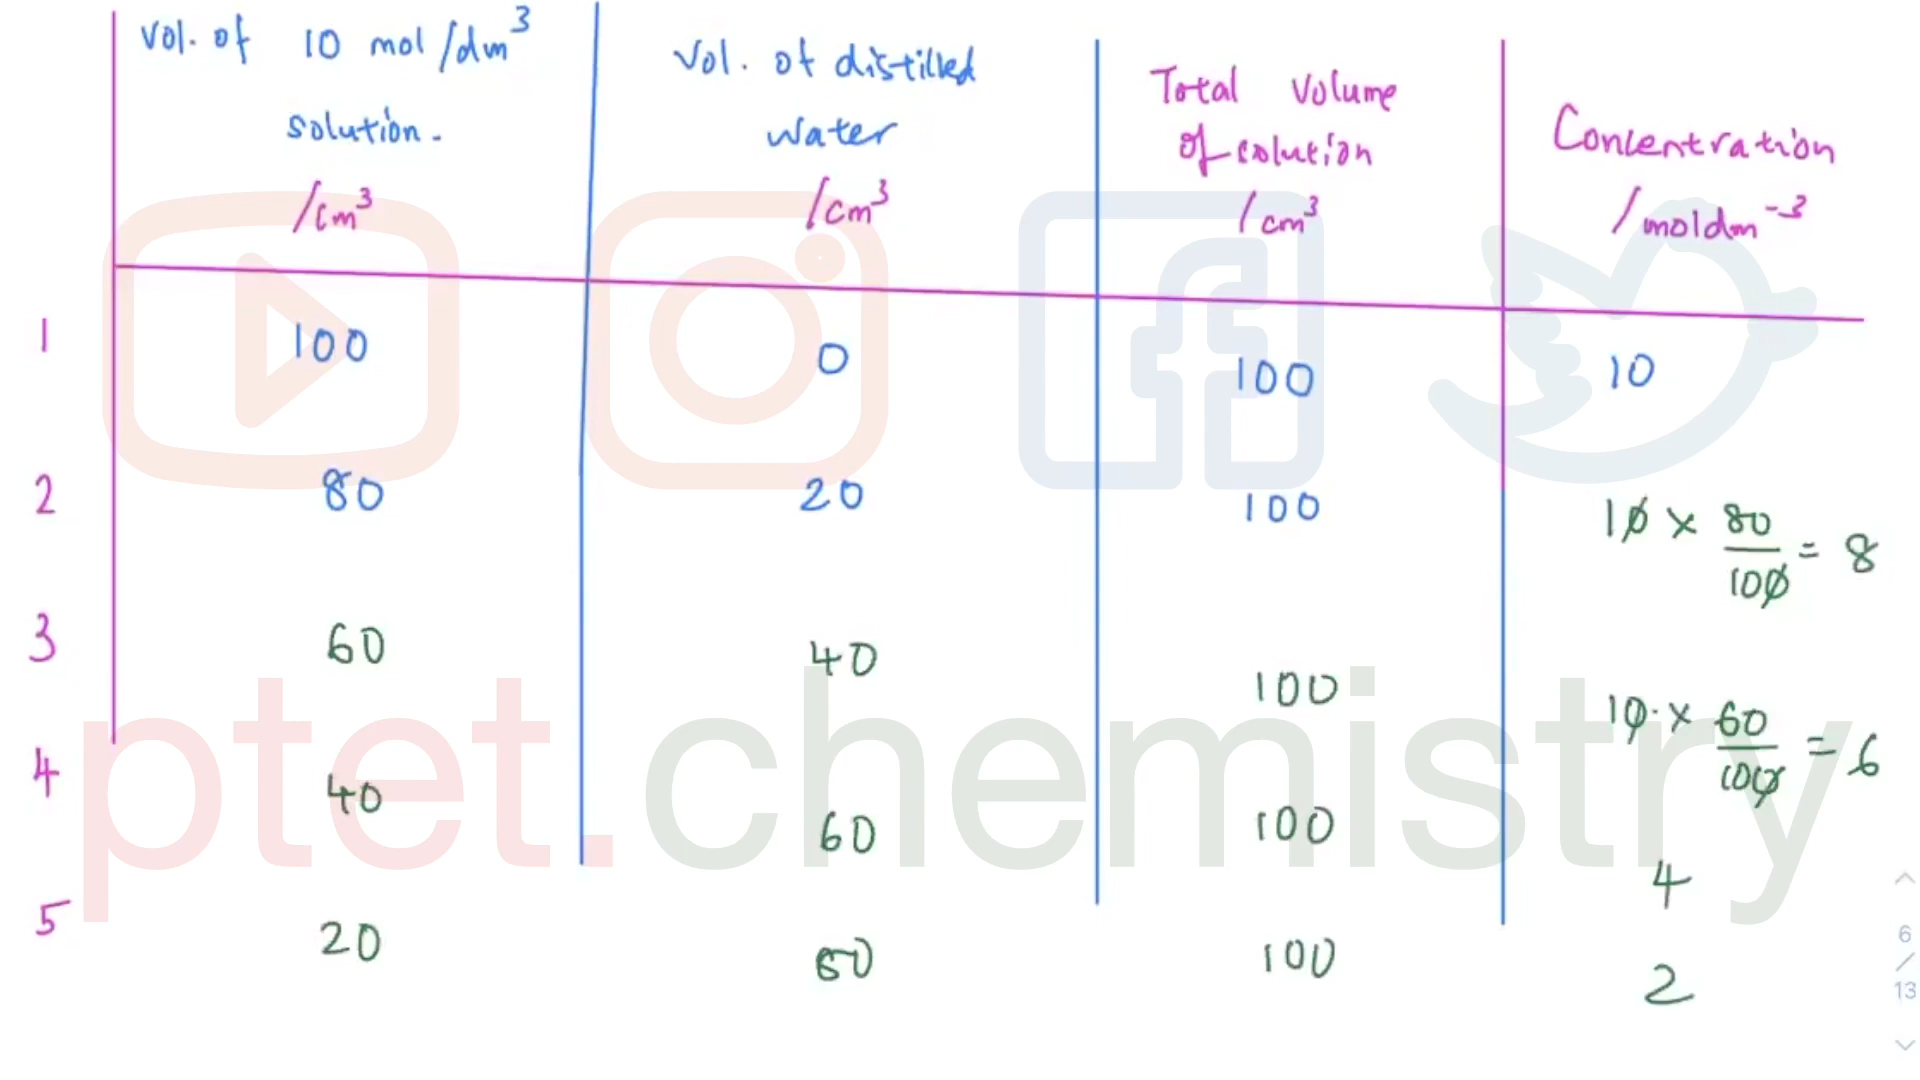 Vol. of 10 mol/dm³
solution.
/cm³
Vol. of distilled
water
/cm³
Total Volume
of solution
/cm³
Concentration
/moldm⁻³
1 100 0 100 10
2 80 20 100 10 × 80/100 = 8
3 60 40 100 10 × 60/100 = 6
4 40 60 100 4
5 20 80 100 2
ptet.chemistry
6
/
13